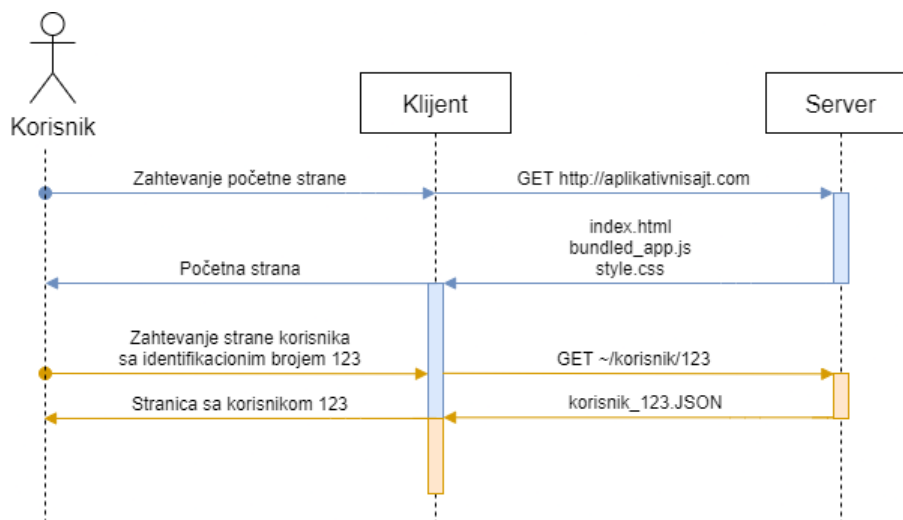 Korisnik
Klijent
Server
Zahtevanje početne strane
GET http://aplikativnisajt.com
index.html
bundled_app.js
style.css
Početna strana
Zahtevanje strane korisnika
sa identifikacionim brojem 123
GET ~/korisnik/123
Stranica sa korisnikom 123
korisnik_123.JSON